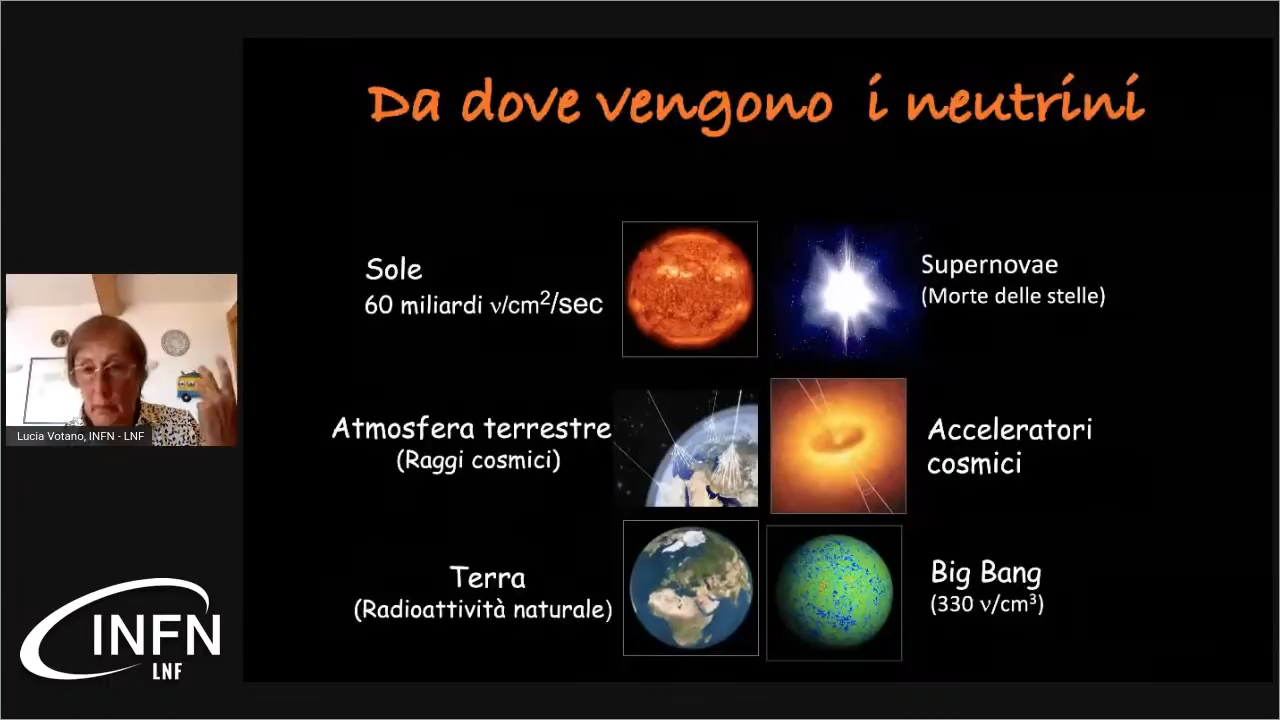 Da dove vengono i neutrini
Sole
60 miliardi ν/cm²/sec
Supernovae
(Morte delle stelle)
Atmosfera terrestre
(Raggi cosmici)
Acceleratori
cosmici
Terra
(Radioattività naturale)
Big Bang
(330 ν/cm³)
Lucia Votano, INFN - LNF
INFN
LNF